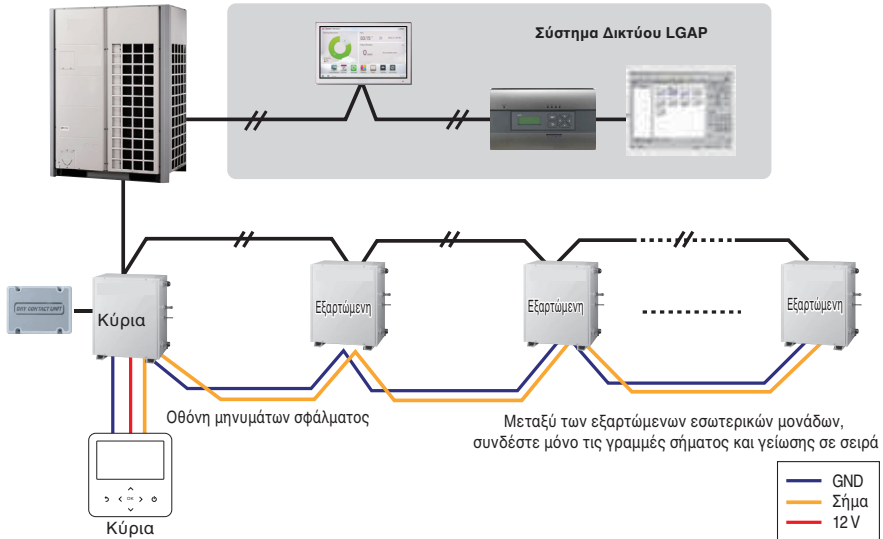 Σύστημα Δικτύου LGAP
DRY CONTACT UNIT
Κύρια
Εξαρτώμενη
Εξαρτώμενη
Εξαρτώμενη
Οθόνη μηνυμάτων σφάλματος
Μεταξύ των εξαρτώμενων εσωτερικών μονάδων,
συνδέστε μόνο τις γραμμές σήματος και γείωσης σε σειρά
OK
Κύρια
GND
Σήμα
12 V